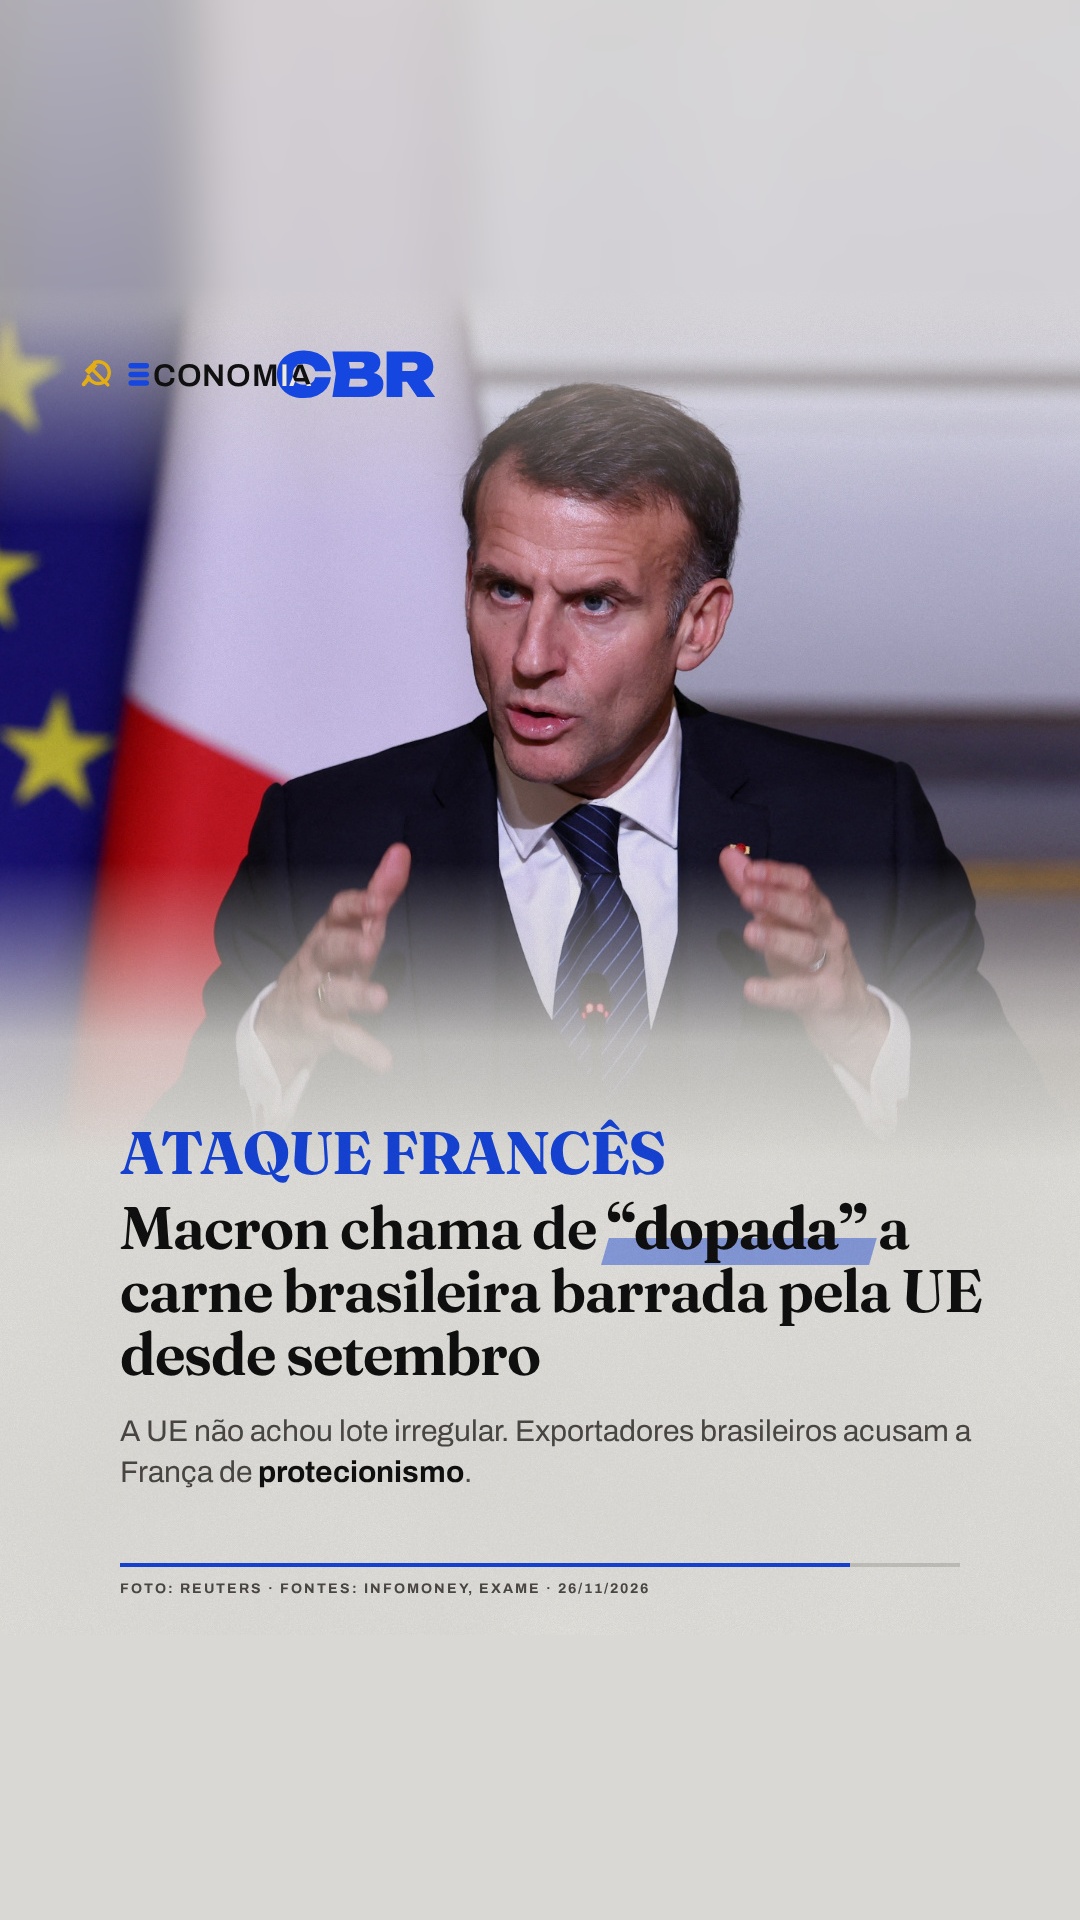 ECONOMIA CBR
ATAQUE FRANCÊS
Macron chama de “dopada” a
carne brasileira barrada pela UE
desde setembro
A UE não achou lote irregular. Exportadores brasileiros acusam a
França de protecionismo.
FOTO: REUTERS · FONTES: INFOMONEY, EXAME · 26/11/2026